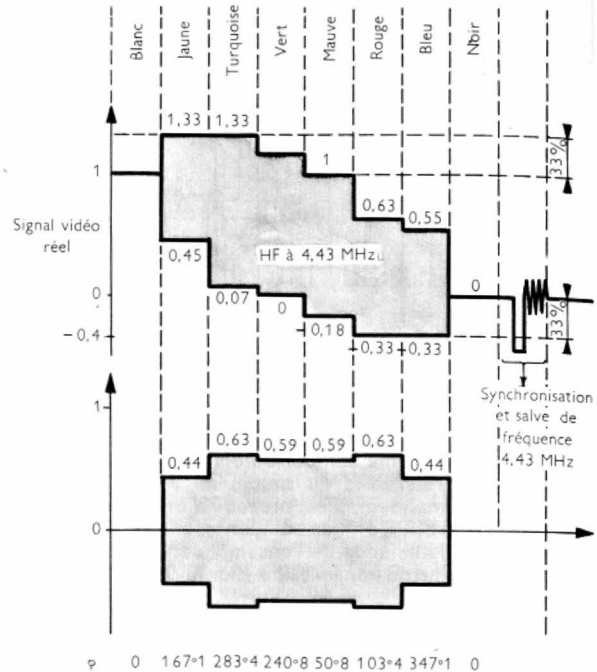 Blanc
Jaune
Turquoise
Vert
Mauve
Rouge
Bleu
Noir
1,33 1,33
1
1
33%
0,63
0,55
Signal vidéo
réel
HF à 4,43 MHz
0,45
0
0,07
0
0
-0,4
-0,18
-0,33 -0,33
33%
Synchronisation
et salve de
fréquence
4,43 MHz
1
0,44
0,63
0,59
0,59
0,63
0,44
0
φ 0 167°1 283°4 240°8 50°8 103°4 347°1 0